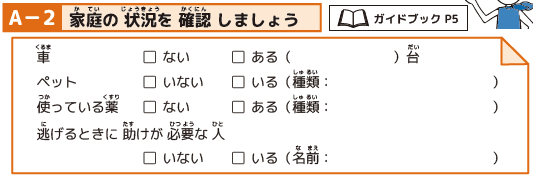 A－2 家庭の 状況を 確認 しましょう
ガイドブック P5
車 □ ない □ ある（ ）台
ペット □ いない □ いる（種類： ）
使っている薬 □ ない □ ある（種類： ）
逃げるときに 助けが 必要な 人
□ いない □ いる（名前： ）